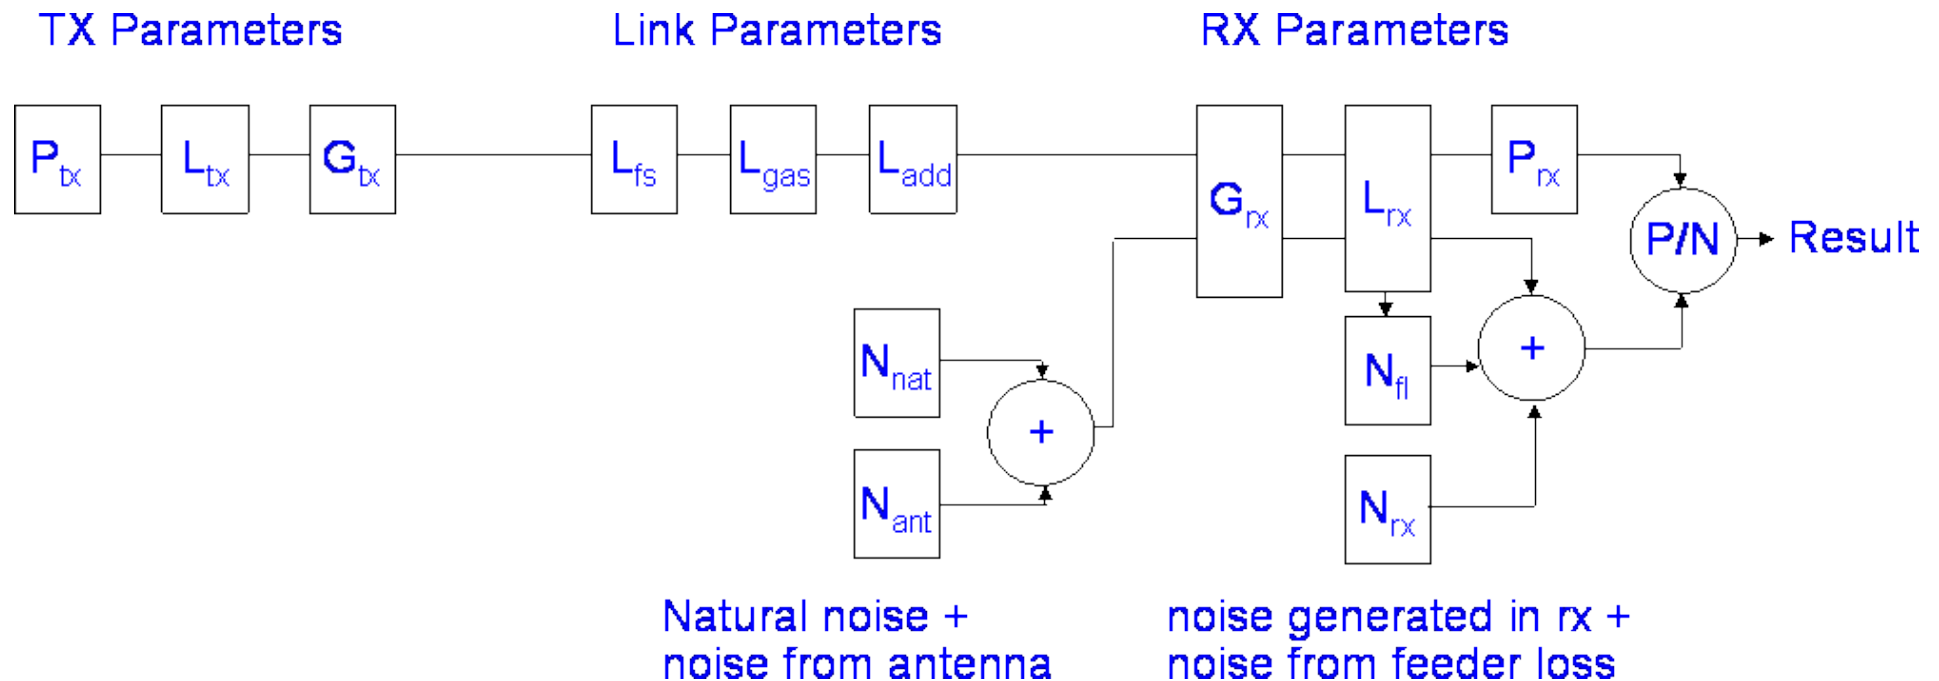 TX Parameters
Link Parameters
RX Parameters
Ptx
Ltx
Gtx
Lfs
Lgas
Ladd
Grx
Lrx
Prx
P/N
Result
Nnat
+
Nant
Nfl
+
Nrx
Natural noise +
noise from antenna
noise generated in rx +
noise from feeder loss